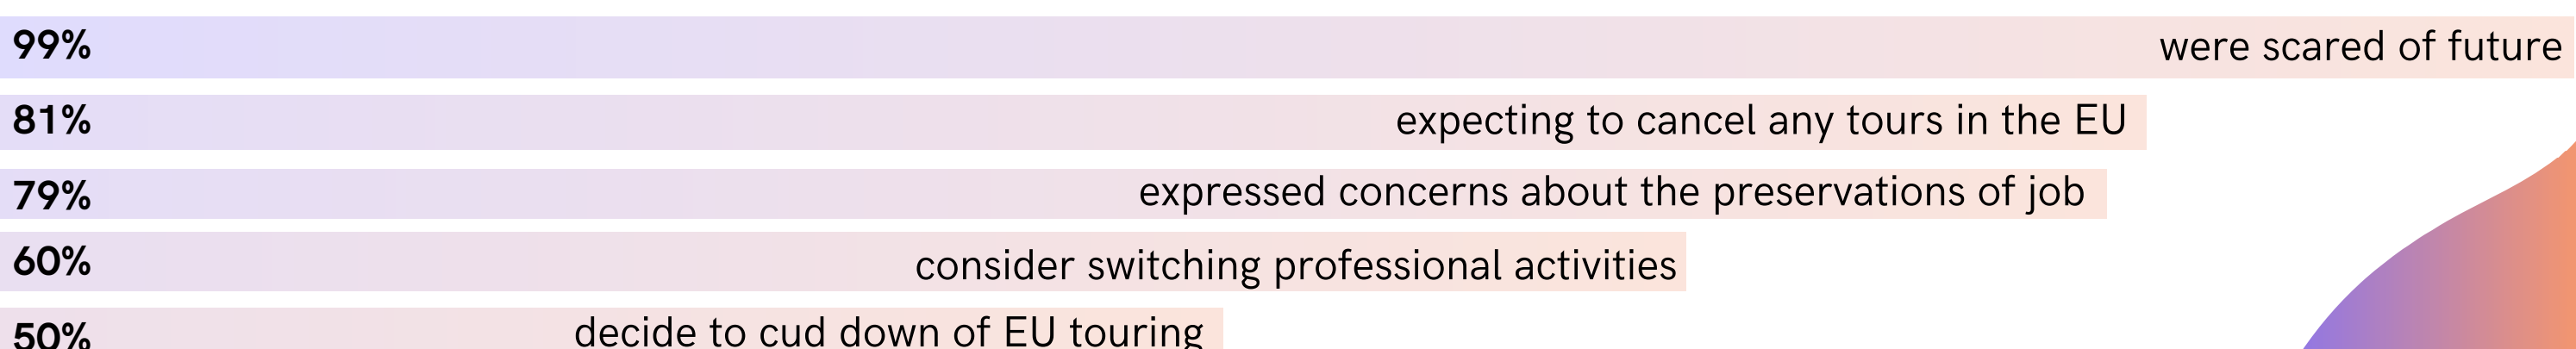 99% were scared of future
81% expecting to cancel any tours in the EU
79% expressed concerns about the preservations of job
60% consider switching professional activities
50% decide to cud down of EU touring